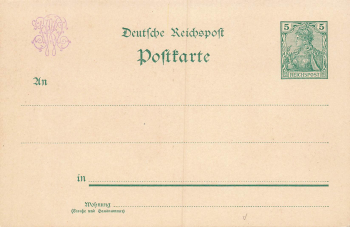 Deutsche Reichspost
Postkarte
5 5
REICHSPOST
An
in
Wohnung
(Straße und Hausnummer)